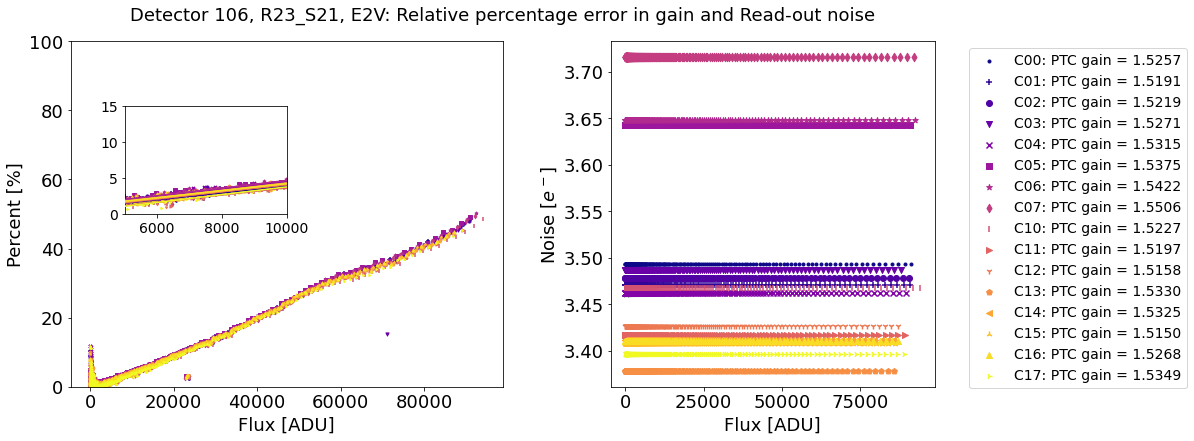 Detector 106, R23_S21, E2V: Relative percentage error in gain and Read-out noise
Percent [%]
100
80
60
40
20
0
15
10
5
0
6000 8000 10000
0 20000 40000 60000 80000
Flux [ADU]
Noise [e⁻]
3.70
3.65
3.60
3.55
3.50
3.45
3.40
0 25000 50000 75000
Flux [ADU]
C00: PTC gain = 1.5257
C01: PTC gain = 1.5191
C02: PTC gain = 1.5219
C03: PTC gain = 1.5271
C04: PTC gain = 1.5315
C05: PTC gain = 1.5375
C06: PTC gain = 1.5422
C07: PTC gain = 1.5506
C10: PTC gain = 1.5227
C11: PTC gain = 1.5197
C12: PTC gain = 1.5158
C13: PTC gain = 1.5330
C14: PTC gain = 1.5325
C15: PTC gain = 1.5150
C16: PTC gain = 1.5268
C17: PTC gain = 1.5349